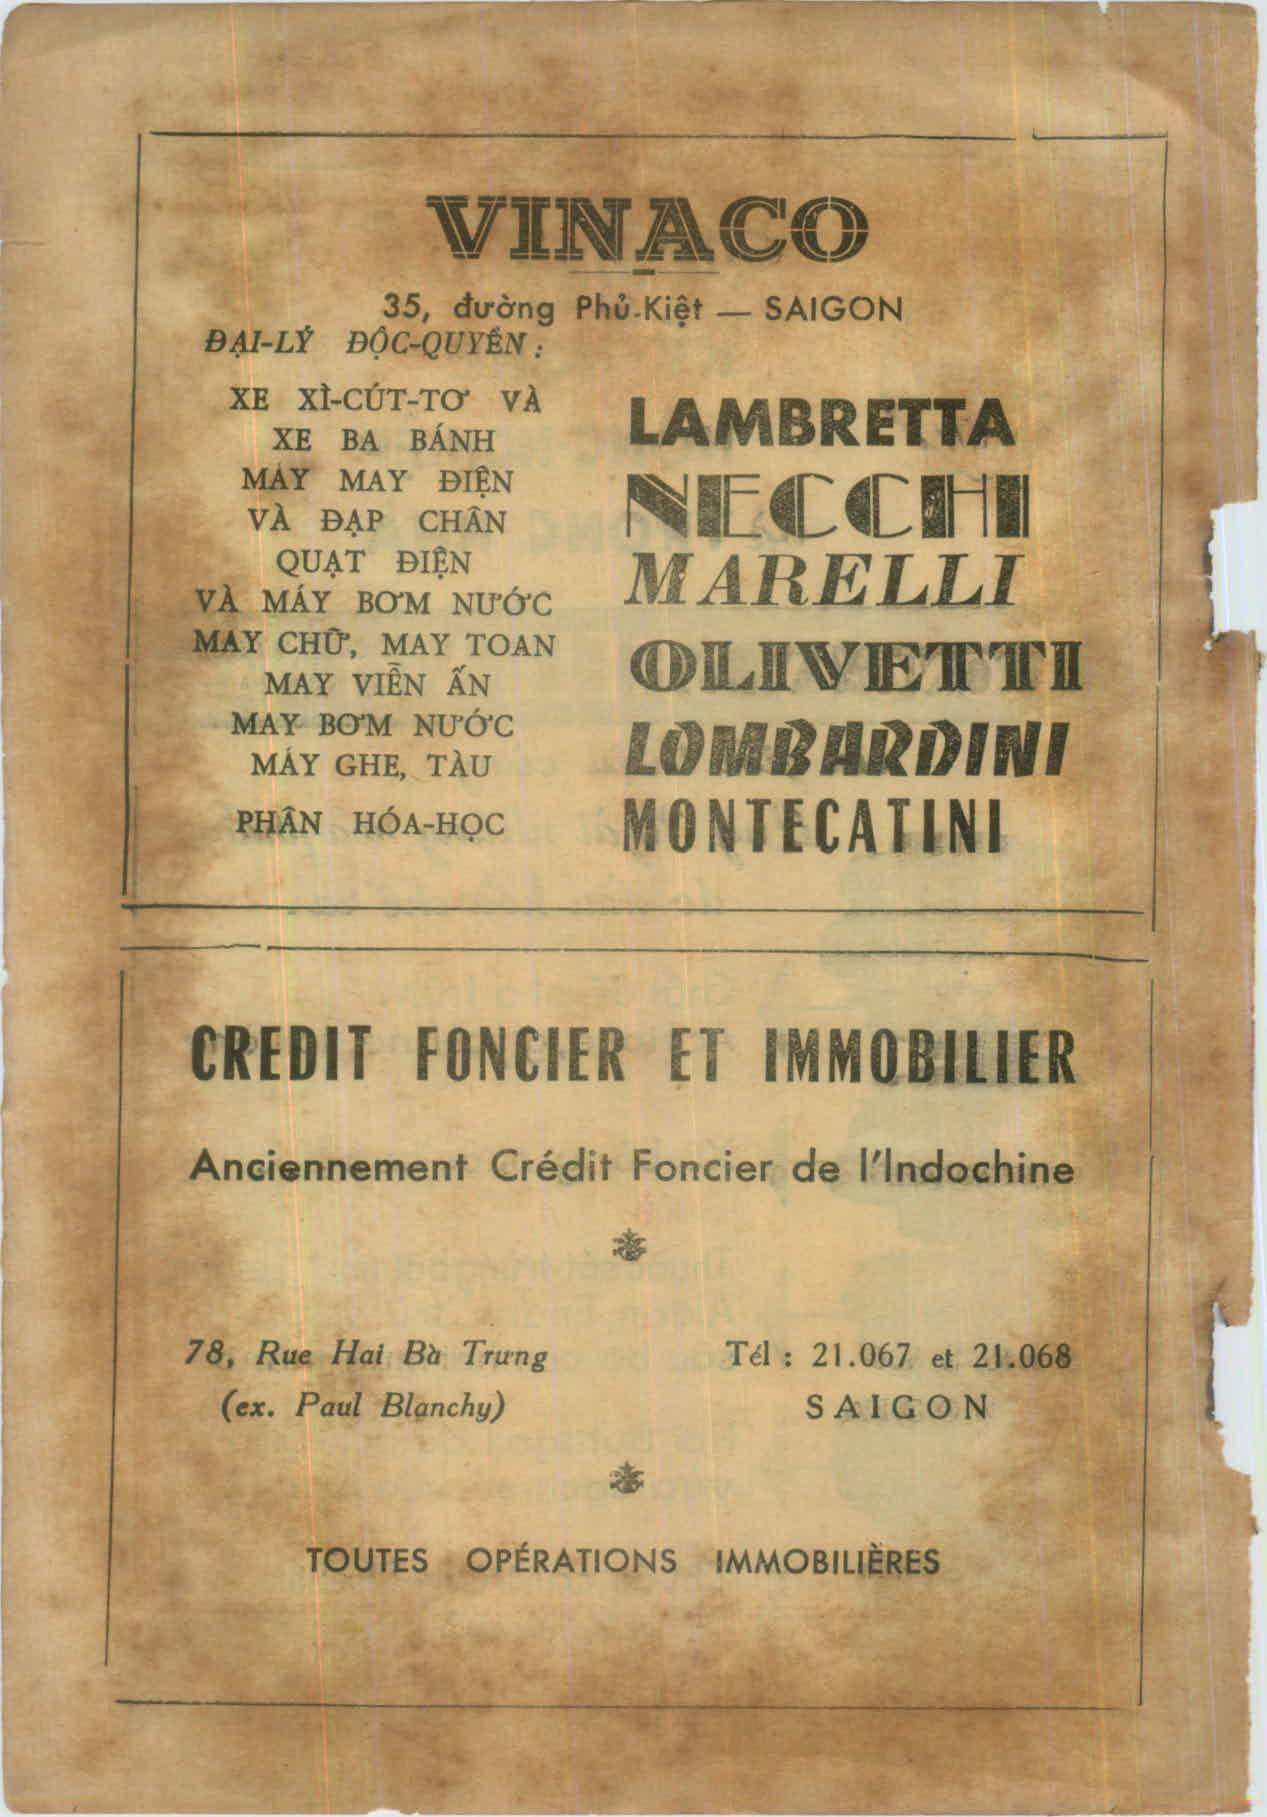 VINACO
35, đường Phủ-Kiệt — SAIGON
ĐẠI-LÝ ĐỘC-QUYỀN :
XE XÌ-CÚT-TƠ VÀ
XE BA BÁNH
LAMBRETTA
MÁY MAY ĐIỆN
VÀ ĐẠP CHÂN
NECCHI
QUẠT ĐIỆN
VÀ MÁY BƠM NƯỚC
MARELLI
MAY CHỮ, MAY TOAN
MAY VIỄN ẤN
OLIVETTI
MAY BƠM NƯỚC
MÁY GHE, TÀU
LOMBARDINI
PHÂN HÓA-HỌC
MONTECATINI
CREDIT FONCIER ET IMMOBILIER
Anciennement Crédit Foncier de l'Indochine
78, Rue Hai Bà Trưng
(ex. Paul Blanchy)
Tél : 21.067 et 21.068
SAIGON
TOUTES OPÉRATIONS IMMOBILIÈRES